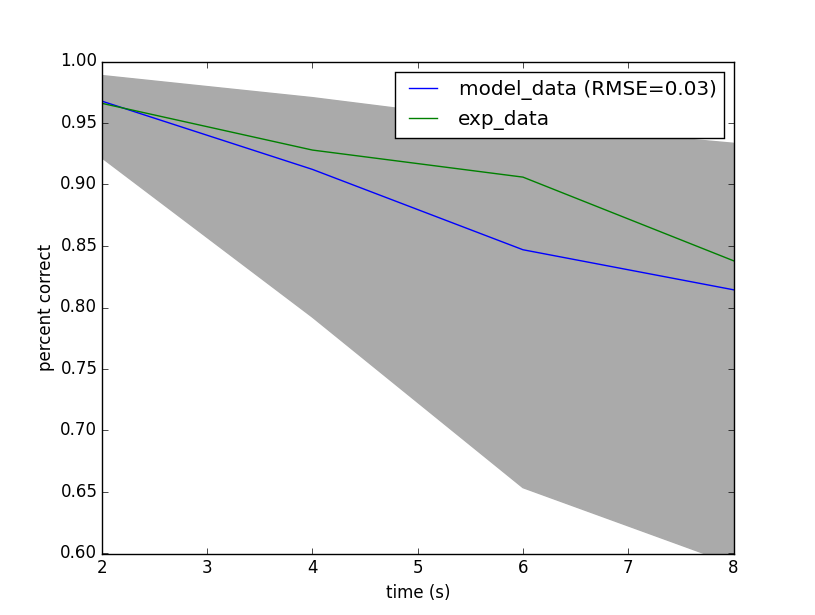 1.00
0.95
0.90
0.85
0.80
0.75
0.70
0.65
0.60
percent correct
model_data (RMSE=0.03)
exp_data
2 3 4 5 6 7 8
time (s)